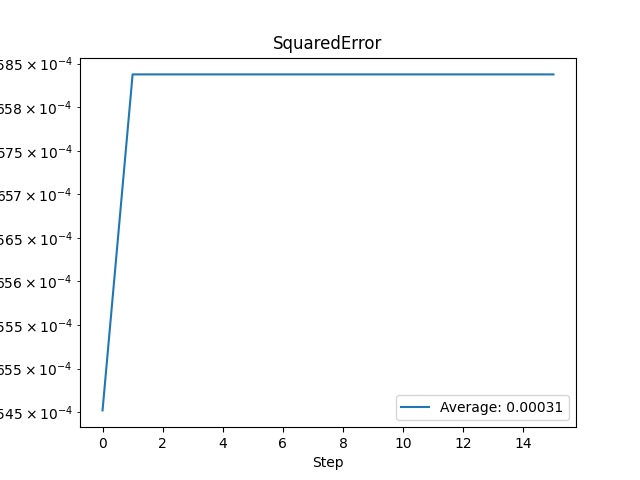 SquaredError
585 × 10⁻⁴
658 × 10⁻⁴
575 × 10⁻⁴
657 × 10⁻⁴
565 × 10⁻⁴
656 × 10⁻⁴
555 × 10⁻⁴
655 × 10⁻⁴
545 × 10⁻⁴
Average: 0.00031
0 2 4 6 8 10 12 14
Step